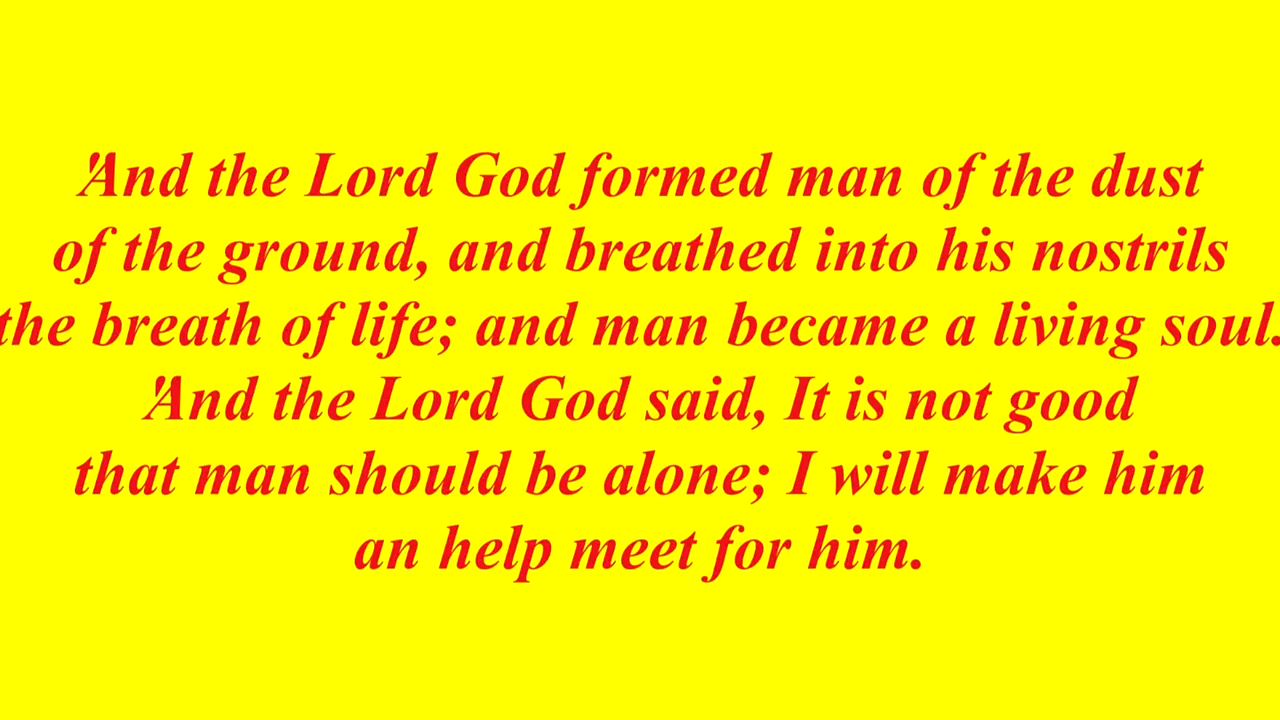 "And the Lord God formed man of the dust
of the ground, and breathed into his nostrils
the breath of life; and man became a living soul.
"And the Lord God said, It is not good
that man should be alone; I will make him
an help meet for him.